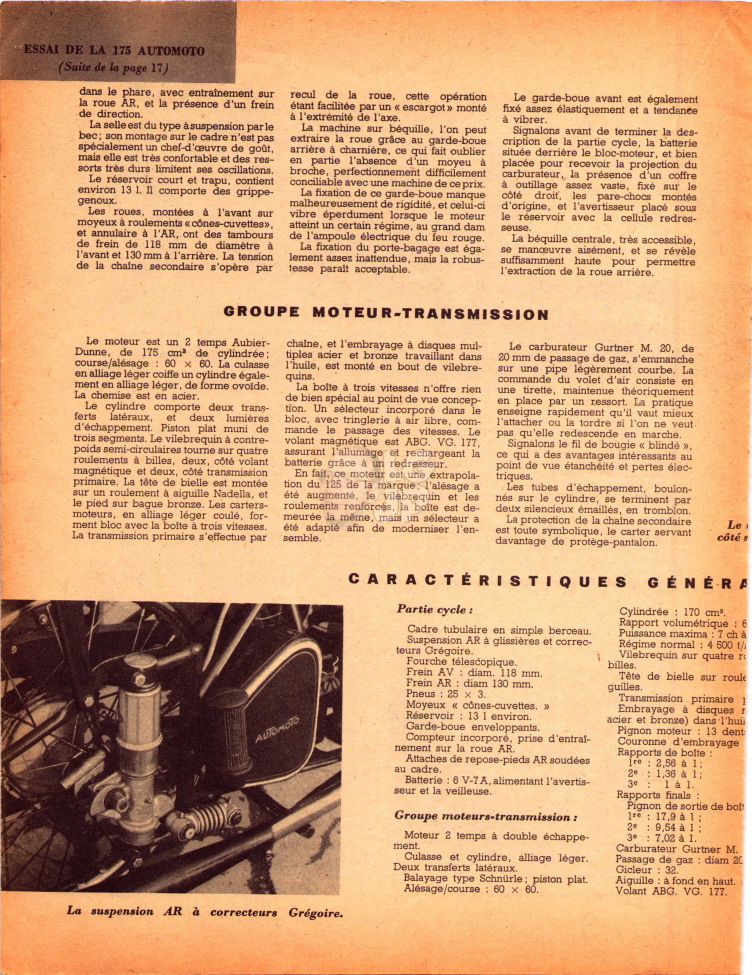 ESSAI DE LA 175 AUTOMOTO
(Suite de la page 17)
dans le phare, avec entraînement sur
la roue AR, et la présence d'un frein
de direction.
La selle est du type à suspension par le
bec; son montage sur le cadre n'est pas
spécialement un chef-d'œuvre de goût,
mais elle est très confortable et des res-
sorts très durs limitent ses oscillations.
Le réservoir court et trapu, contient
environ 13 l. Il comporte des grippe-
genoux.
Les roues, montées à l'avant sur
moyeux à roulements « cônes-cuvettes»,
et annulaire à l'AR, ont des tambours
de frein de 118 mm de diamètre à
l'avant et 130 mm à l'arrière. La tension
de la chaîne secondaire s'opère par
recul de la roue, cette opération
étant facilitée par un « escargot » monté
à l'extrémité de l'axe.
La machine sur béquille, l'on peut
extraire la roue grâce au garde-boue
arrière à charnière, ce qui fait oublier
en partie l'absence d'un moyeu à
broche, perfectionnement difficilement
conciliable avec une machine de ce prix.
La fixation de ce garde-boue manque
malheureusement de rigidité, et celui-ci
vibre éperdument lorsque le moteur
atteint un certain régime, au grand dam
de l'ampoule électrique du feu rouge.
La fixation du porte-bagage est éga-
lement assez inattendue, mais la robus-
tesse paraît acceptable.
Le garde-boue avant est également
fixé assez élastiquement et a tendance
à vibrer.
Signalons avant de terminer la des-
cription de la partie cycle, la batterie
située derrière le bloc-moteur, et bien
placée pour recevoir la projection du
carburateur, la présence d'un coffre
à outillage assez vaste, fixé sur le
côté droit, les pare-chocs montés
d'origine, et l'avertisseur placé sous
le réservoir avec la cellule redres-
seuse.
La béquille centrale, très accessible,
se manœuvre aisément, et se révèle
suffisamment haute pour permettre
l'extraction de la roue arrière.
GROUPE MOTEUR-TRANSMISSION
Le moteur est un 2 temps Aubier-
Dunne, de 175 cm³ de cylindrée;
course/alésage : 60 × 60. La culasse
en alliage léger coiffe un cylindre égale-
ment en alliage léger, de forme ovoïde.
La chemise est en acier.
Le cylindre comporte deux trans-
ferts latéraux, et deux lumières
d'échappement. Piston plat muni de
trois segments. Le vilebrequin à contre-
poids semi-circulaires tourne sur quatre
roulements à billes, deux, côté volant
magnétique et deux, côté transmission
primaire. La tête de bielle est montée
sur un roulement à aiguille Nadella, et
le pied sur bague bronze. Les carters-
moteurs, en alliage léger coulé, for-
ment bloc avec la boîte à trois vitesses.
La transmission primaire s'effectue par
chaîne, et l'embrayage à disques mul-
tiples acier et bronze travaillant dans
l'huile, est monté en bout de vilebre-
quins.
La boîte à trois vitesses n'offre rien
de bien spécial au point de vue concep-
tion. Un sélecteur incorporé dans le
bloc, avec tringlerie à air libre, com-
mande le passage des vitesses. Le
volant magnétique est ABG. VG. 177,
assurant l'allumage et rechargeant la
batterie grâce à un redresseur.
En fait, ce moteur est une extrapola-
tion du 125 de la marque; l'alésage a
été augmenté, le vilebrequin et les
roulements renforcés, la boîte est de-
meurée la même, mais un sélecteur a
été adapté afin de moderniser l'en-
semble.
Le carburateur Gurtner M. 20, de
20 mm de passage de gaz, s'emmanche
sur une pipe légèrement courbe. La
commande du volet d'air consiste en
une tirette, maintenue théoriquement
en place par un ressort. La pratique
enseigne rapidement qu'il vaut mieux
l'attacher ou la tordre si l'on ne veut
pas qu'elle redescende en marche.
Signalons le fil de bougie « blindé »,
ce qui a des avantages intéressants au
point de vue étanchéité et pertes élec-
triques.
Les tubes d'échappement, boulon-
nés sur le cylindre, se terminent par
deux silencieux émaillés, en tromblon.
La protection de la chaîne secondaire
est toute symbolique, le carter servant
davantage de protège-pantalon.
Le
côté s
CARACTÉRISTIQUES GÉNÉRA
Partie cycle :
Cadre tubulaire en simple berceau.
Suspension AR à glissières et correc-
teurs Grégoire.
Fourche télescopique.
Frein AV : diam. 118 mm.
Frein AR : diam 130 mm.
Pneus : 25 × 3.
Moyeux « cônes-cuvettes. »
Réservoir : 13 l environ.
Garde-boue enveloppants.
Compteur incorporé, prise d'entraî-
nement sur la roue AR.
Attaches de repose-pieds AR soudées
au cadre.
Batterie : 6 V-7 A, alimentant l'avertis-
seur et la veilleuse.
Groupe moteurs-transmission :
Moteur 2 temps à double échappe-
ment.
Culasse et cylindre, alliage léger.
Deux transferts latéraux.
Balayage type Schnürle; piston plat.
Alésage/course : 60 × 60.
Cylindrée : 170 cm³.
Rapport volumétrique : 6
Puissance maxima : 7 ch à
Régime normal : 4 500 t/
Vilebrequin sur quatre ro
billes.
Tête de bielle sur roule
guilles.
Transmission primaire
Embrayage à disques
acier et bronze) dans l'hui
Pignon moteur : 13 dent
Couronne d'embrayage
Rapports de boîte :
1re : 2,56 à 1;
2e : 1,36 à 1;
3e : 1 à 1.
Rapports finals :
Pignon de sortie de boît
1re : 17,9 à 1 ;
2e : 9,54 à 1 ;
3e : 7,02 à 1.
Carburateur Gurtner M.
Passage de gaz : diam 20
Gicleur : 32.
Aiguille : à fond en haut.
Volant ABG. VG. 177.
AUTOMOTO
La suspension AR à correcteurs Grégoire.